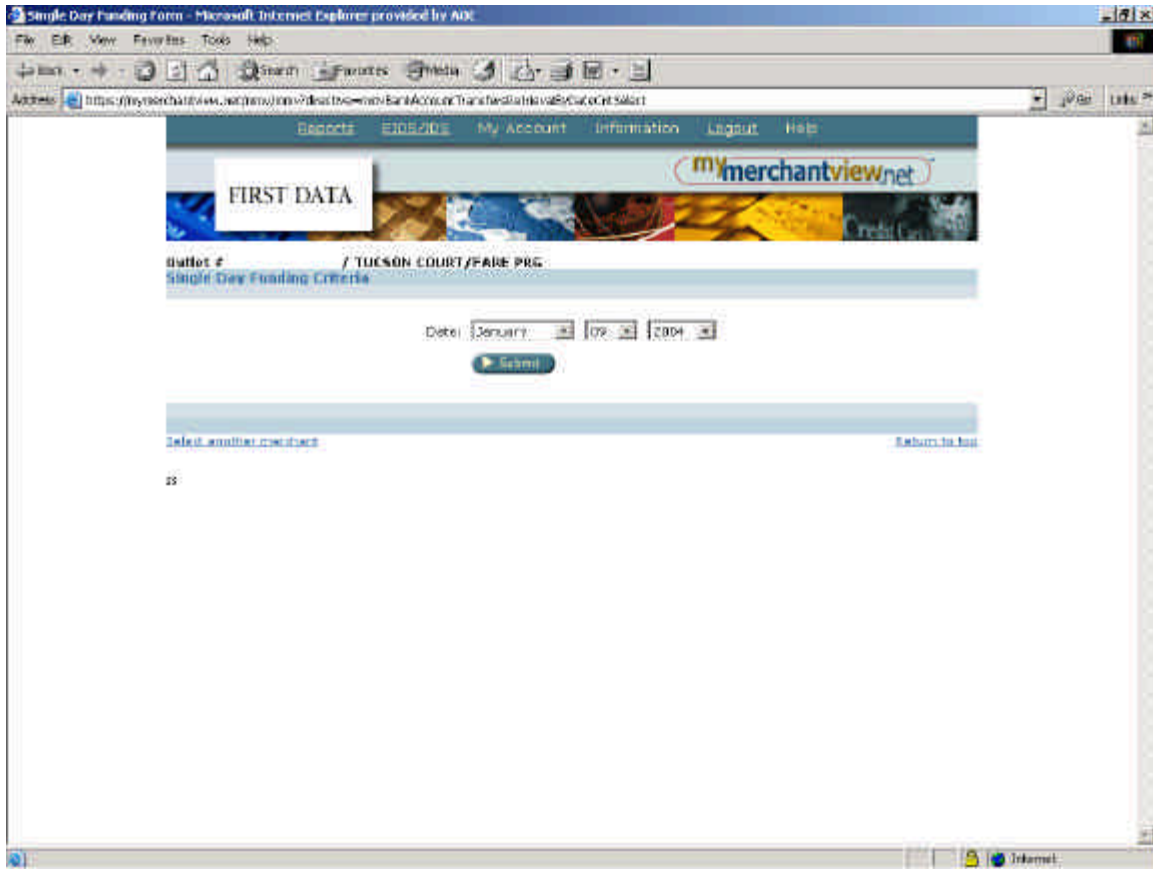 Single Day Funding Form - Microsoft Internet Explorer provided by AOC
File Edit View Favorites Tools Help
Back Search Favorites Media
Address Go Links »
Reports EIDS/IDS My Account Information Logout Help
FIRST DATA
mymerchantview.net
Outlet # / TUCSON COURT/FARE PRG
Single Day Funding Criteria
Date: January 09 2004
Submit
Select another merchant Return to top
Internet